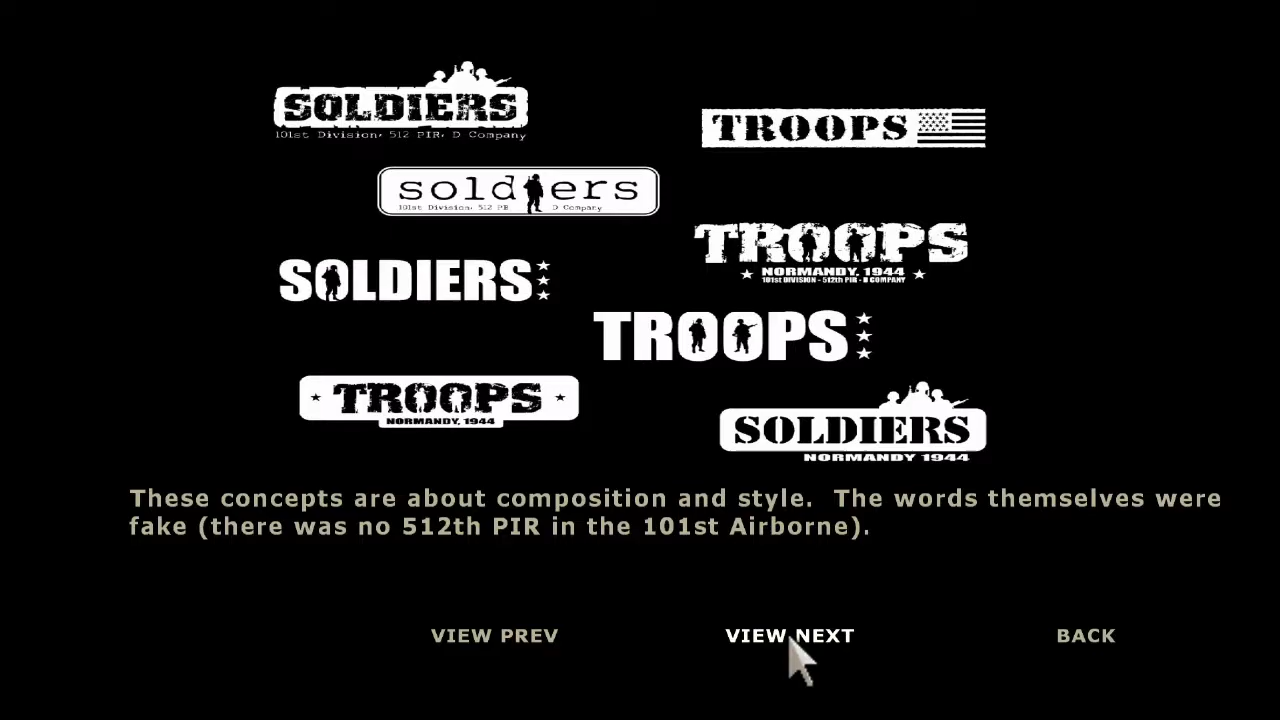 SOLDIERS
101st Division, 512 PIR, D Company
TROOPS
soldiers
101st Division, 512 PI D Company
TROOPS
NORMANDY, 1944
101st DIVISION - 512th PIR - D COMPANY
SOLDIERS
TROOPS
TROOPS
NORMANDY, 1944
SOLDIERS
NORMANDY 1944
These concepts are about composition and style. The words themselves were
fake (there was no 512th PIR in the 101st Airborne).
VIEW PREV
VIEW NEXT
BACK